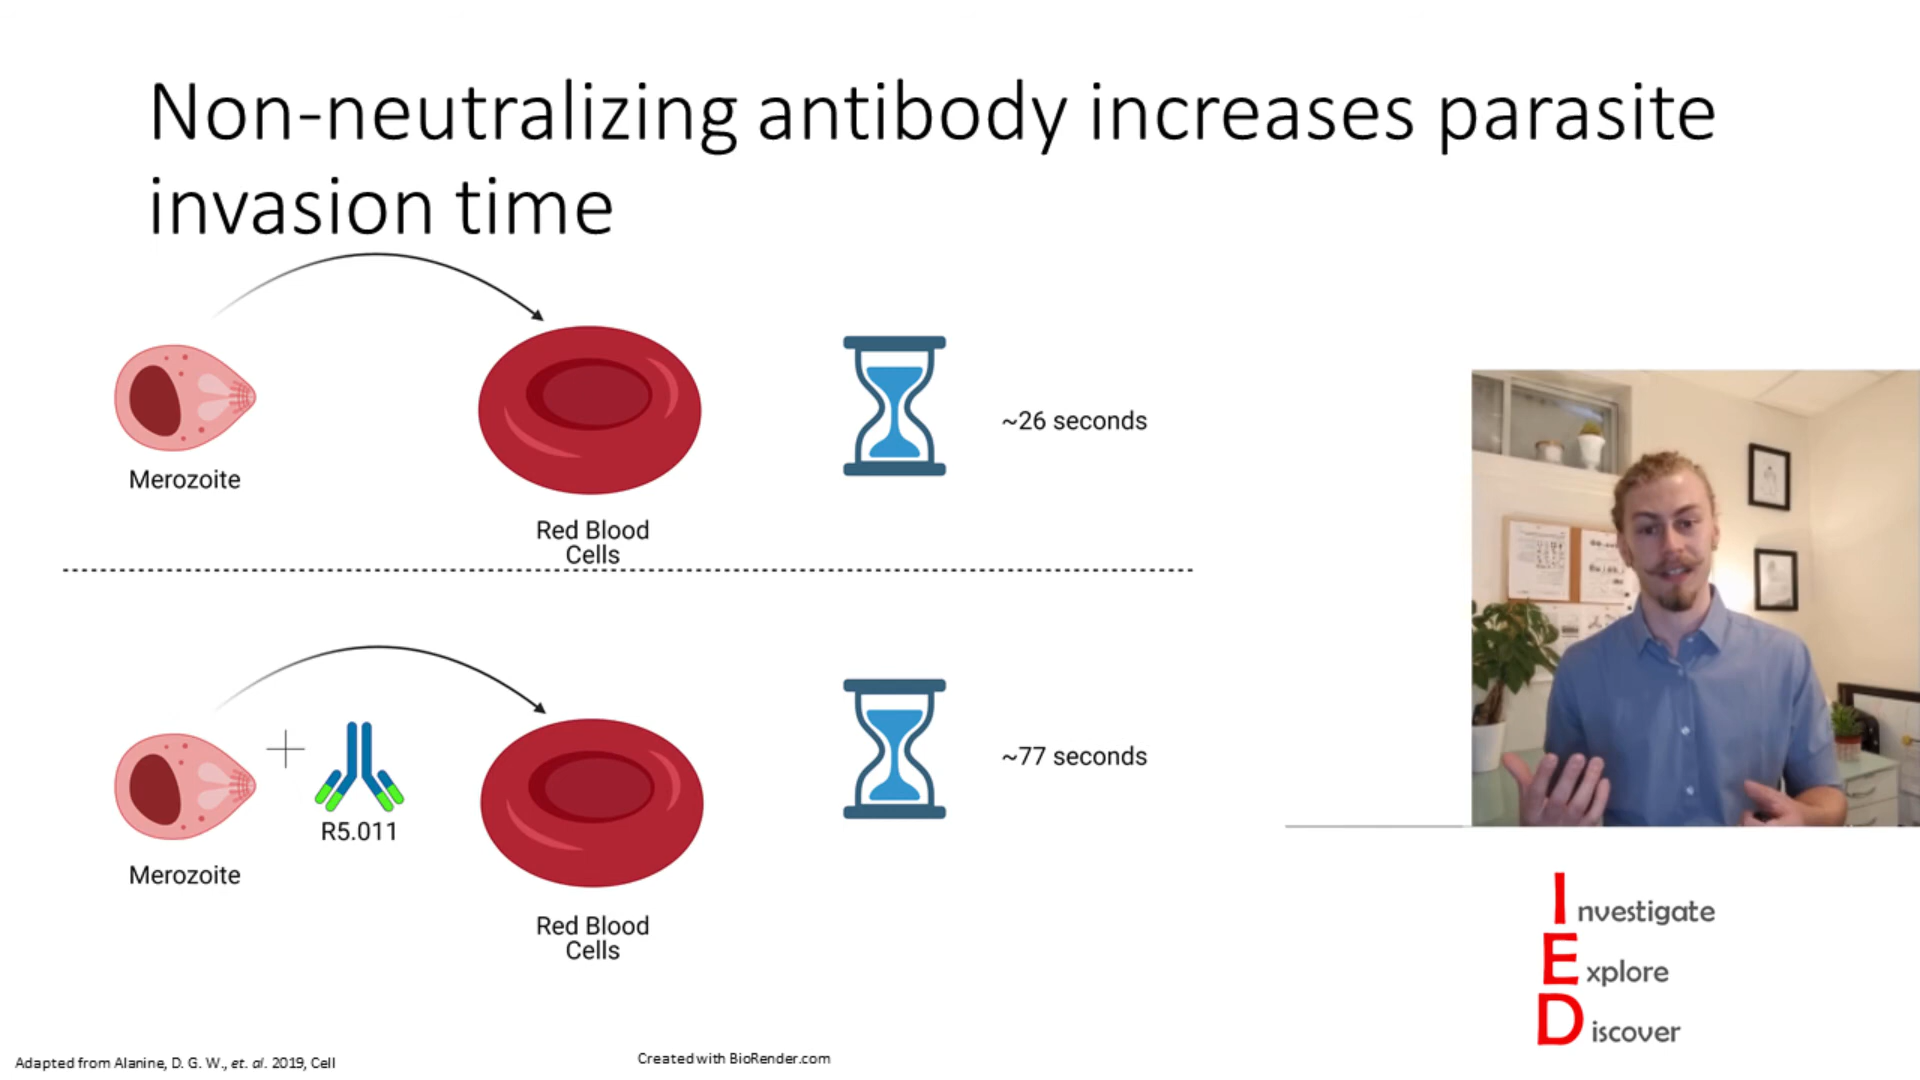 Non-neutralizing antibody increases parasite
invasion time
Merozoite
Red Blood
Cells
~26 seconds
Merozoite
R5.011
Red Blood
Cells
~77 seconds
Investigate
Explore
Discover
Adapted from Alanine, D. G. W., et. al. 2019, Cell
Created with BioRender.com